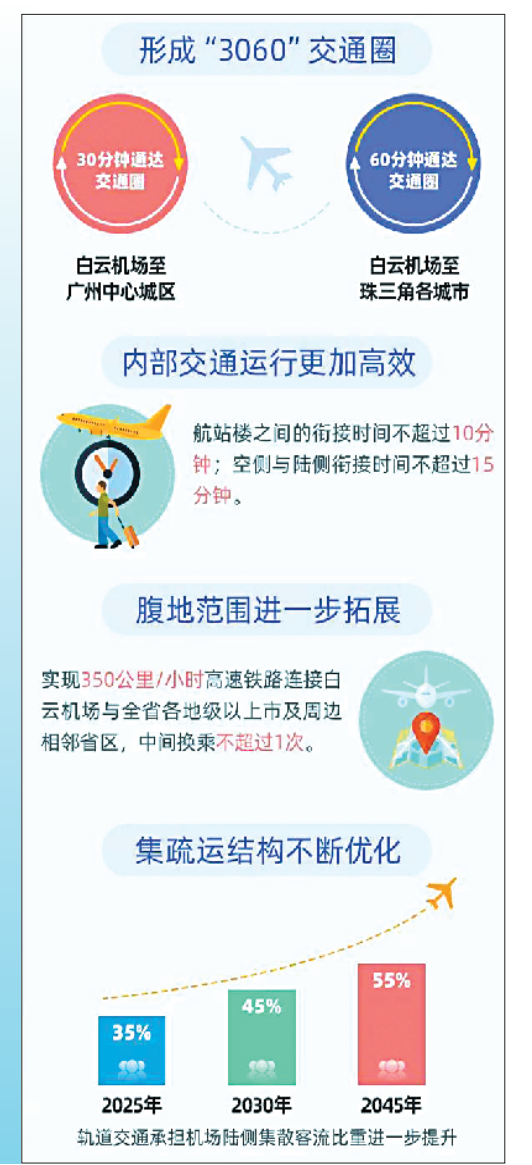 形成“3060”交通圈
30分钟通达
交通圈
60分钟通达
交通圈
白云机场至
广州中心城区
白云机场至
珠三角各城市
内部交通运行更加高效
航站楼之间的衔接时间不超过10分
钟；空侧与陆侧衔接时间不超过15
分钟。
腹地范围进一步拓展
实现350公里/小时高速铁路连接白
云机场与全省各地级以上市及周边
相邻省区，中间换乘不超过1次。
集疏运结构不断优化
35%
45%
55%
2025年
2030年
2045年
轨道交通承担机场陆侧集散客流比重进一步提升